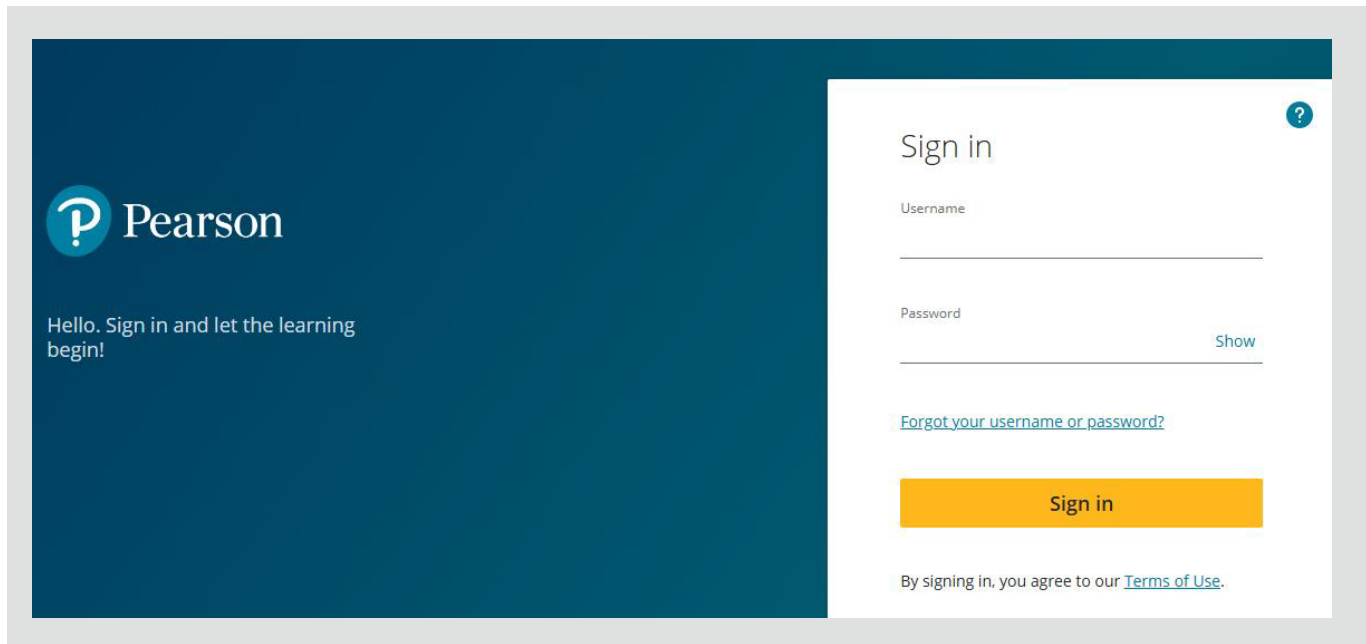 Pearson
Hello. Sign in and let the learning
begin!
?
Sign in
Username
Password
Show
Forgot your username or password?
Sign in
By signing in, you agree to our Terms of Use.